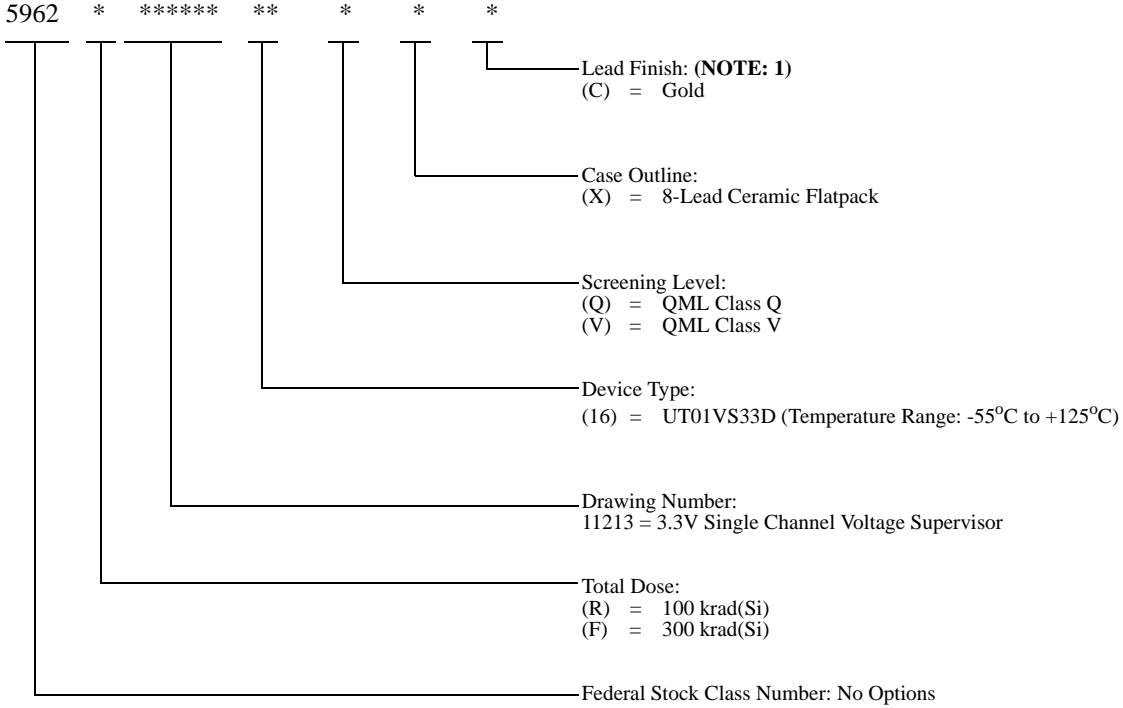 5962 * ****** ** * * *
Lead Finish: (NOTE: 1)
(C) = Gold
Case Outline:
(X) = 8-Lead Ceramic Flatpack
Screening Level:
(Q) = QML Class Q
(V) = QML Class V
Device Type:
(16) = UT01VS33D (Temperature Range: -55°C to +125°C)
Drawing Number:
11213 = 3.3V Single Channel Voltage Supervisor
Total Dose:
(R) = 100 krad(Si)
(F) = 300 krad(Si)
Federal Stock Class Number: No Options